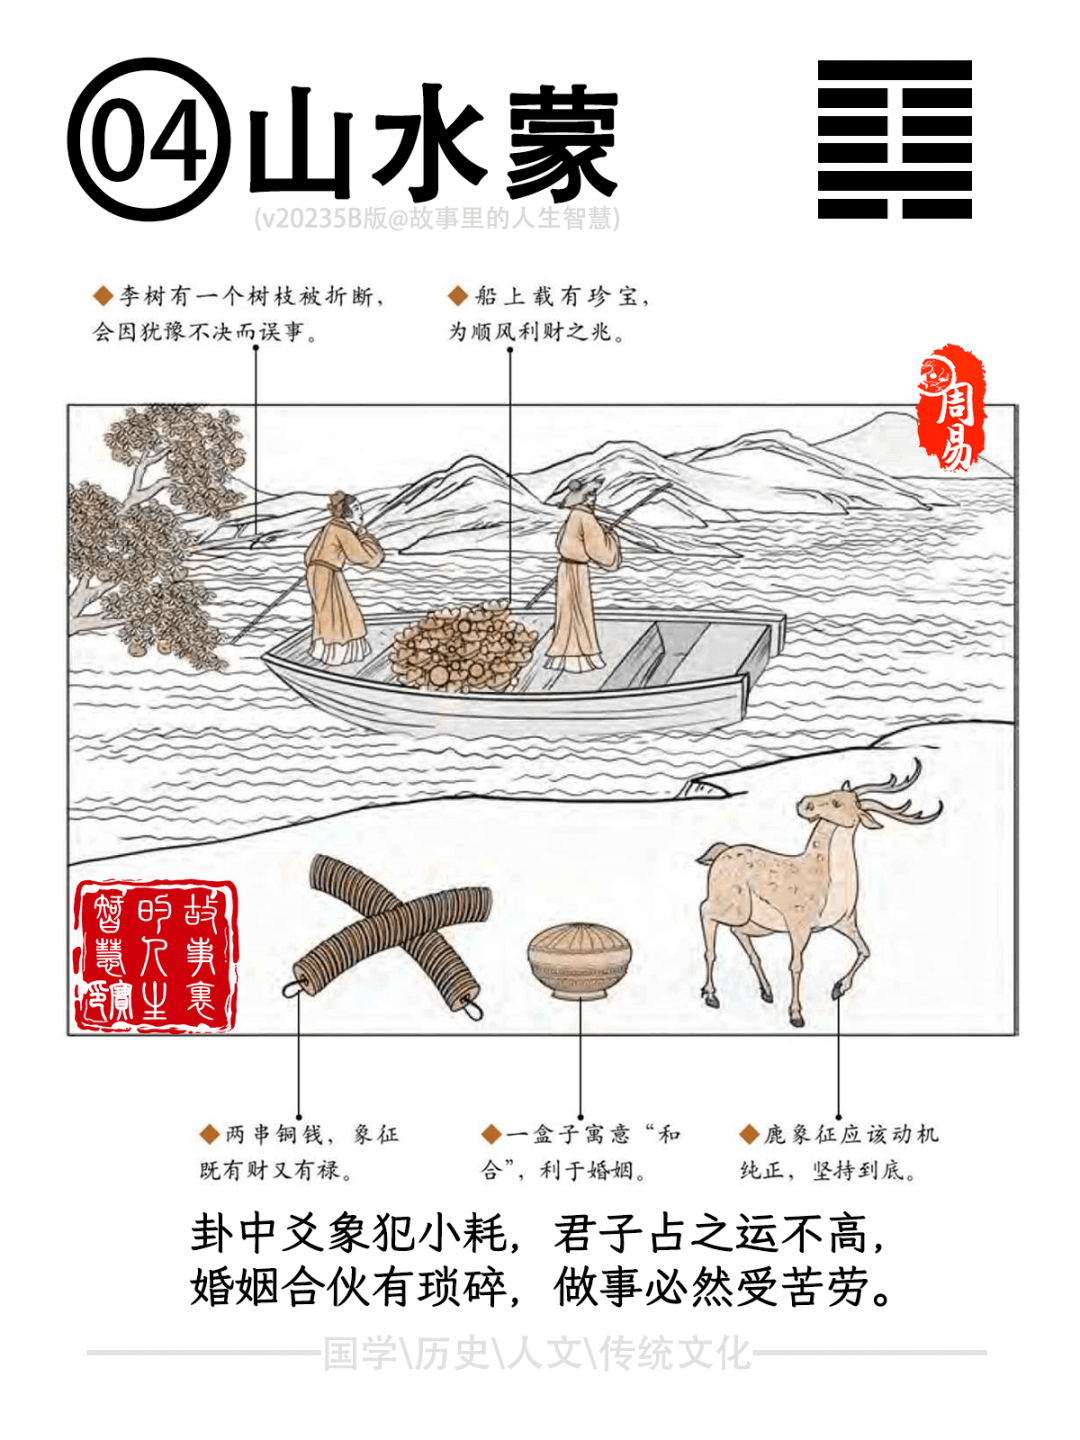 04 山水蒙
(v20235B版@故事里的人生智慧)
◆李树有一个树枝被折断，
会因犹豫不决而误事。
◆船上载有珍宝，
为顺风利财之兆。
周易
故事裏
的人生
智慧
◆两串铜钱，象征
既有财又有禄。
◆一盒子寓意“和
合”，利于婚姻。
◆鹿象征应该动机
纯正，坚持到底。
卦中爻象犯小耗，君子占之运不高，
婚姻合伙有琐碎，做事必然受苦劳。
国学\历史\人文\传统文化